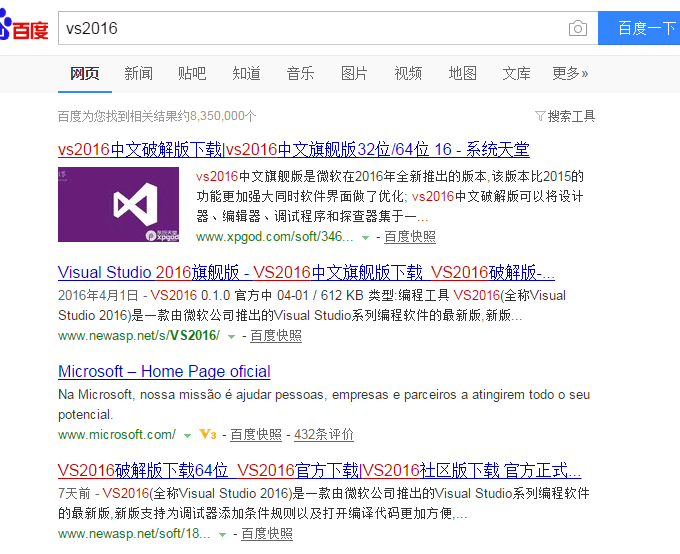 百度
vs2016
百度一下
网页 新闻 贴吧 知道 音乐 图片 视频 地图 文库 更多»
百度为您找到相关结果约8,350,000个
搜索工具
vs2016中文破解版下载|vs2016中文旗舰版32位/64位 16 - 系统天堂
vs2016中文旗舰版是微软在2016年全新推出的版本,该版本比2015的
功能更加强大同时软件界面做了优化; vs2016中文破解版可以将设计
器、编辑器、调试程序和探查器集于一...
www.xpgod.com/soft/346... - 百度快照
Visual Studio 2016旗舰版 - VS2016中文旗舰版下载_VS2016破解版-...
2016年4月1日 - VS2016 0.1.0 官方中 04-01 / 612 KB 类型:编程工具 VS2016(全称Visual
Studio 2016)是一款由微软公司推出的Visual Studio系列编程软件的最新版,新版...
www.newasp.net/s/VS2016/ - 百度快照
Microsoft – Home Page oficial
Na Microsoft, nossa missão é ajudar pessoas, empresas e parceiros a atingirem todo o seu
potencial.
www.microsoft.com/ V3 - 百度快照 - 432条评价
VS2016破解版下载64位_VS2016官方下载|VS2016社区版下载 官方正式...
7天前 - VS2016(全称Visual Studio 2016)是一款由微软公司推出的Visual Studio系列编程软件
的最新版,新版支持为调试器添加条件规则以及打开编译代码更加方便,...
www.newasp.net/soft/18... - 百度快照